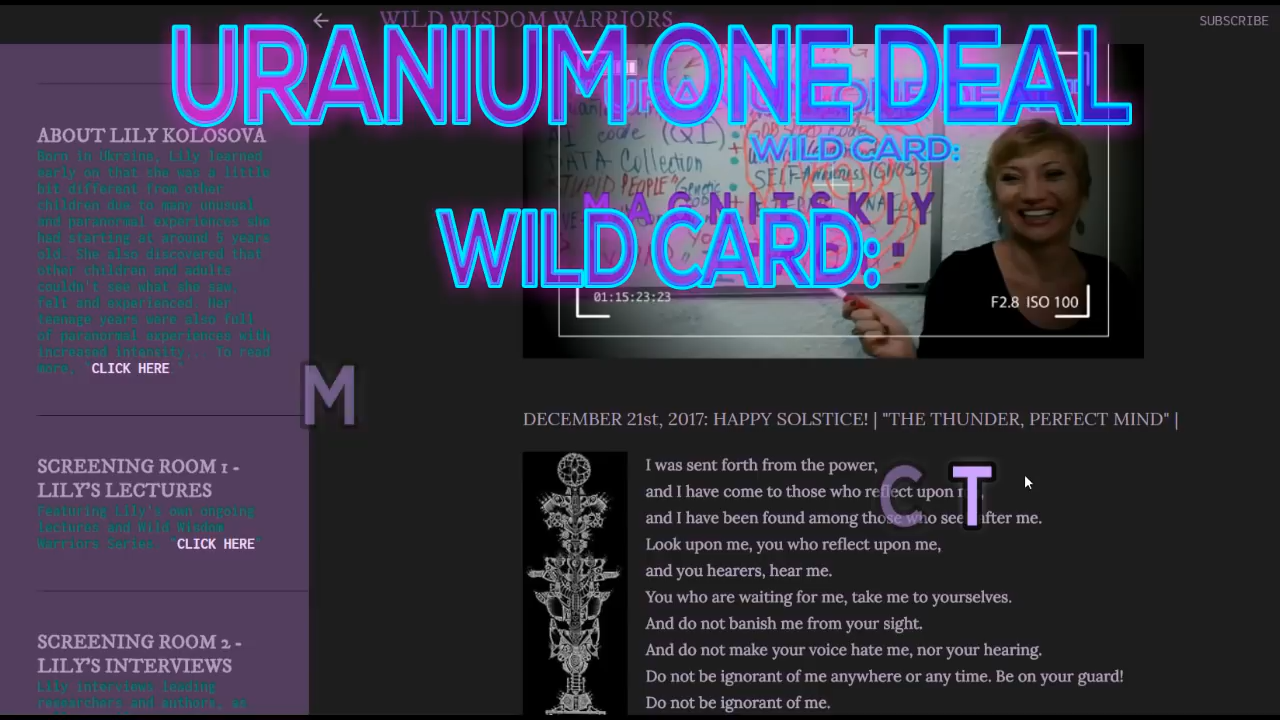 WILD WISDOM WARRIORS
SUBSCRIBE
URANIUM ONE DEAL
WILD CARD:
MAGNITSKIY
WILD CARD:
AI code (QI)
DATA Collection
STUPID PEOPLE"
01:15:23:23
F2.8 ISO 100
ABOUT LILY KOLOSOVA
Born in Ukraine, Lily learned
early on that she was a little
bit different from other
children due to many unusual
and paranormal experiences she
had starting at around 5 years
old. She also discovered that
other children and adults
couldn't see what she saw,
felt and experienced. Her
teenage years were also full
of paranormal experiences with
increased intensity... To read
more, "CLICK HERE"
M
SCREENING ROOM 1 -
LILY'S LECTURES
Featuring Lily's own ongoing
lectures and Wild Wisdom
Warriors Series. "CLICK HERE"
SCREENING ROOM 2 -
LILY'S INTERVIEWS
Lily interviews leading
researchers and authors, as
DECEMBER 21st, 2017: HAPPY SOLSTICE! | "THE THUNDER, PERFECT MIND" |
I was sent forth from the power,
and I have come to those who reflect upon
and I have been found among those who seek after me.
C T
Look upon me, you who reflect upon me,
and you hearers, hear me.
You who are waiting for me, take me to yourselves.
And do not banish me from your sight.
And do not make your voice hate me, nor your hearing.
Do not be ignorant of me anywhere or any time. Be on your guard!
Do not be ignorant of me.